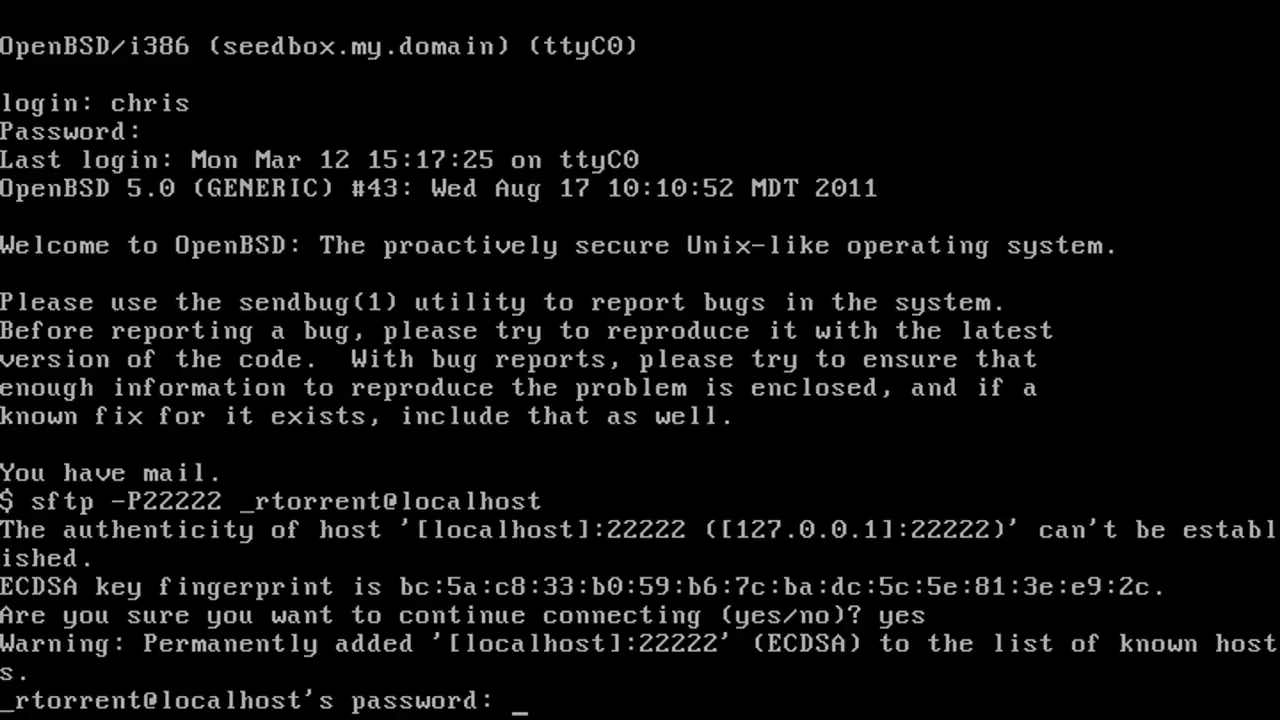 OpenBSD/i386 (seedbox.my.domain) (ttyC0)
login: chris
Password:
Last login: Mon Mar 12 15:17:25 on ttyC0
OpenBSD 5.0 (GENERIC) #43: Wed Aug 17 10:10:52 MDT 2011
Welcome to OpenBSD: The proactively secure Unix-like operating system.
Please use the sendbug(1) utility to report bugs in the system.
Before reporting a bug, please try to reproduce it with the latest
version of the code.  With bug reports, please try to ensure that
enough information to reproduce the problem is enclosed, and if a
known fix for it exists, include that as well.
You have mail.
$ sftp -P22222 _rtorrent@localhost
The authenticity of host '[localhost]:22222 ([127.0.0.1]:22222)' can't be establ
ished.
ECDSA key fingerprint is bc:5a:c8:33:b0:59:b6:7c:ba:dc:5c:5e:81:3e:e9:2c.
Are you sure you want to continue connecting (yes/no)? yes
Warning: Permanently added '[localhost]:22222' (ECDSA) to the list of known host
s.
_rtorrent@localhost's password: _